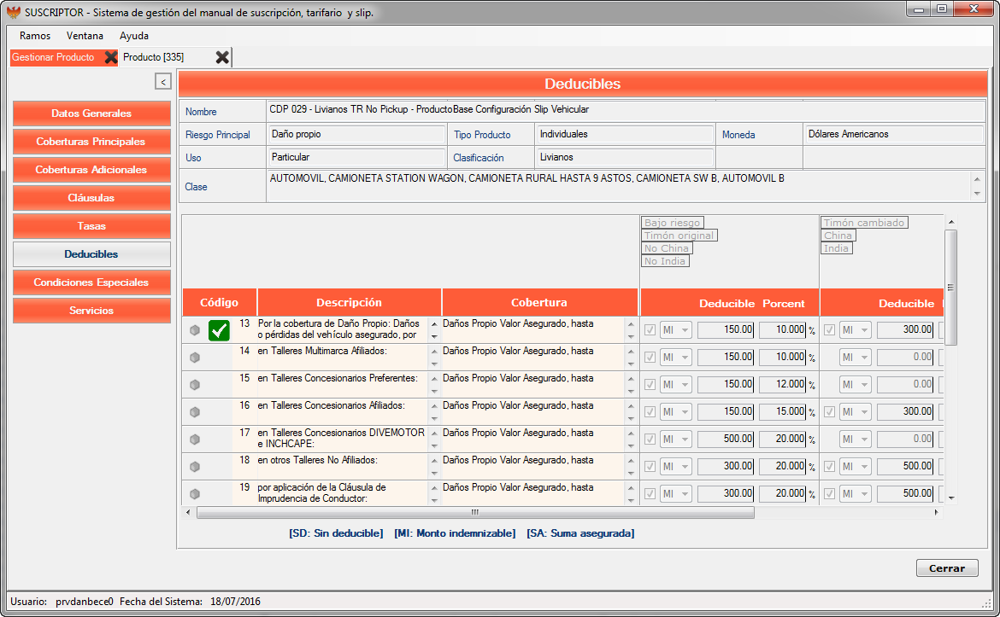 SUSCRIPTOR - Sistema de gestión del manual de suscripción, tarifario y slip.
Ramos Ventana Ayuda
Gestionar Producto Producto [335]
<
Datos Generales
Coberturas Principales
Coberturas Adicionales
Cláusulas
Tasas
Deducibles
Condiciones Especiales
Servicios
Deducibles
Nombre CDP 029 - Livianos TR No Pickup - ProductoBase Configuración Slip Vehicular
Riesgo Principal Daño propio Tipo Producto Individuales Moneda Dólares Americanos
Uso Particular Clasificación Livianos
Clase AUTOMOVIL, CAMIONETA STATION WAGON, CAMIONETA RURAL HASTA 9 ASTOS, CAMIONETA SW B, AUTOMOVIL B
Bajo riesgo Timón cambiado
Timón original China
No China India
No India
Código Descripción Cobertura Deducible Porcent Deducible
13 Por la cobertura de Daño Propio: Daños Daños Propio Valor Asegurado, hasta MI 150.00 10.000 % MI 300.00
o pérdidas del vehículo asegurado, por
14 en Talleres Multimarca Afiliados: Daños Propio Valor Asegurado, hasta MI 150.00 10.000 % MI 0.00
15 en Talleres Concesionarios Preferentes: Daños Propio Valor Asegurado, hasta MI 150.00 12.000 % MI 0.00
16 en Talleres Concesionarios Afiliados: Daños Propio Valor Asegurado, hasta MI 150.00 15.000 % MI 300.00
17 en Talleres Concesionarios DIVEMOTOR Daños Propio Valor Asegurado, hasta MI 500.00 20.000 % MI 0.00
e INCHCAPE:
18 en otros Talleres No Afiliados: Daños Propio Valor Asegurado, hasta MI 300.00 20.000 % MI 500.00
19 por aplicación de la Cláusula de Daños Propio Valor Asegurado, hasta MI 300.00 20.000 % MI 500.00
Imprudencia de Conductor:
[SD: Sin deducible] [MI: Monto indemnizable] [SA: Suma asegurada]
Cerrar
Usuario: prvdanbece0 Fecha del Sistema: 18/07/2016